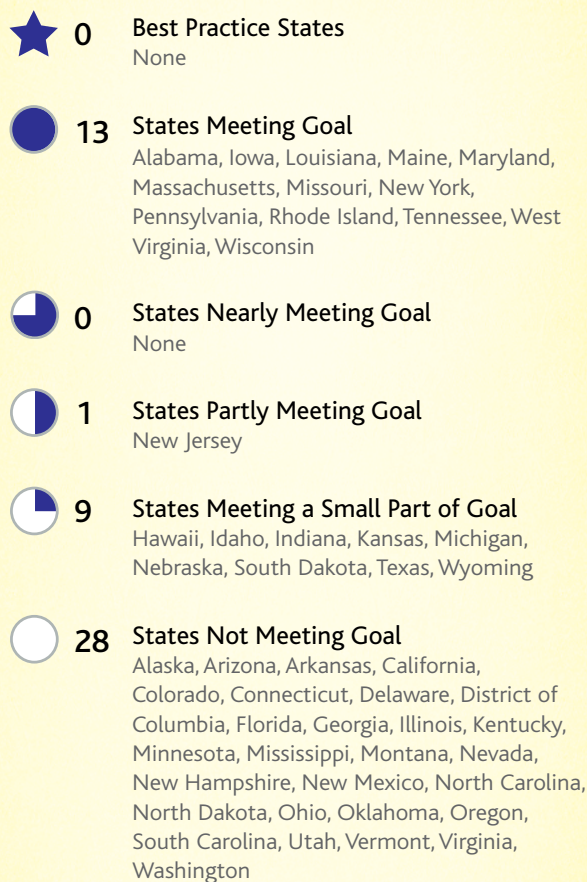 0 Best Practice States
None
13 States Meeting Goal
Alabama, Iowa, Louisiana, Maine, Maryland,
Massachusetts, Missouri, New York,
Pennsylvania, Rhode Island, Tennessee, West
Virginia, Wisconsin
0 States Nearly Meeting Goal
None
1 States Partly Meeting Goal
New Jersey
9 States Meeting a Small Part of Goal
Hawaii, Idaho, Indiana, Kansas, Michigan,
Nebraska, South Dakota, Texas, Wyoming
28 States Not Meeting Goal
Alaska, Arizona, Arkansas, California,
Colorado, Connecticut, Delaware, District of
Columbia, Florida, Georgia, Illinois, Kentucky,
Minnesota, Mississippi, Montana, Nevada,
New Hampshire, New Mexico, North Carolina,
North Dakota, Ohio, Oklahoma, Oregon,
South Carolina, Utah, Vermont, Virginia,
Washington